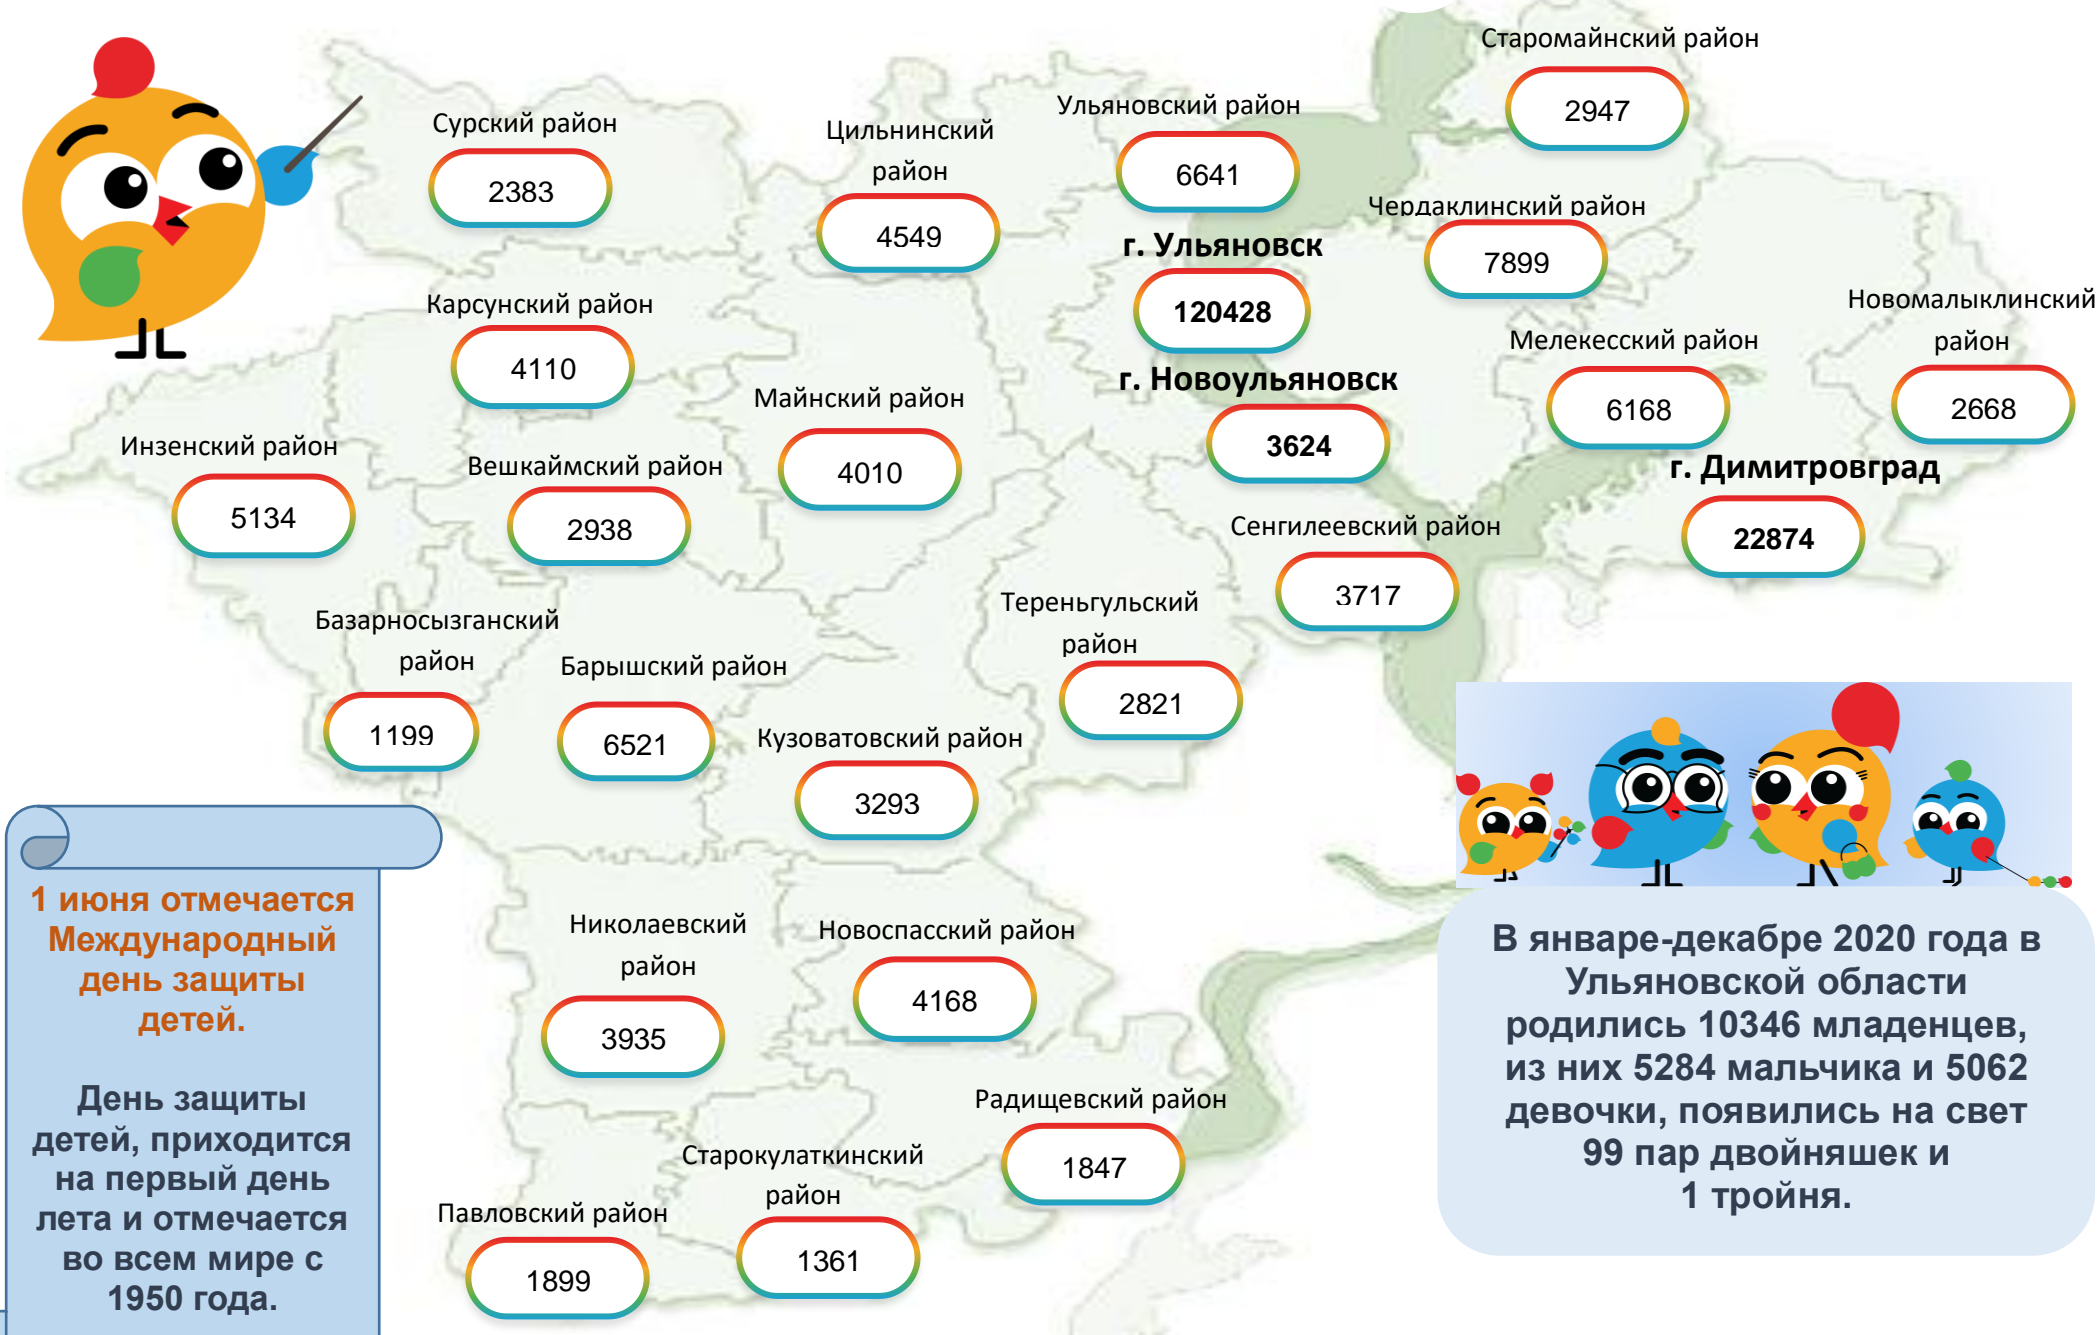 Старомайнский район
2947
Ульяновский район
6641
Сурский район
2383
Цильнинский
район
4549
Чердаклинский район
7899
г. Ульяновск
120428
Карсунский район
4110
Новомалыклинский
район
2668
Мелекесский район
6168
г. Новоульяновск
3624
Майнский район
4010
Инзенский район
5134
Вешкаймский район
2938
г. Димитровград
22874
Сенгилеевский район
3717
Тереньгульский
район
2821
Базарносызганский
район
1199
Барышский район
6521
Кузоватовский район
3293
Николаевский
район
3935
Новоспасский район
4168
Радищевский район
1847
Старокулаткинский
район
1361
Павловский район
1899
1 июня отмечается
Международный
день защиты
детей.
День защиты
детей, приходится
на первый день
лета и отмечается
во всем мире с
1950 года.
В январе-декабре 2020 года в
Ульяновской области
родились 10346 младенцев,
из них 5284 мальчика и 5062
девочки, появились на свет
99 пар двойняшек и
1 тройня.